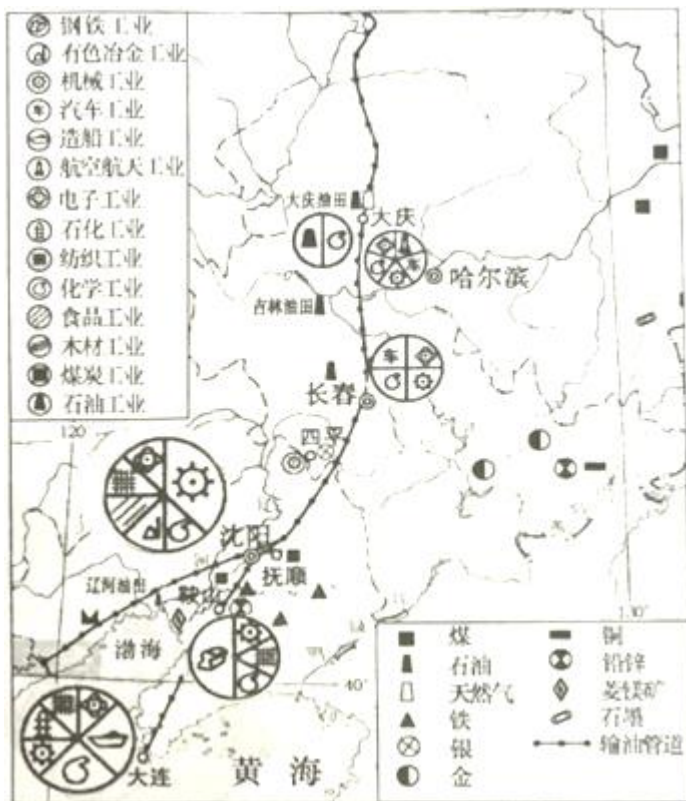 钢铁工业
有色冶金工业
机械工业
汽车工业
造船工业
航空航天工业
电子工业
石化工业
纺织工业
化学工业
食品工业
木材工业
煤炭工业
石油工业
大庆油田
大庆
哈尔滨
吉林油田
车
长春
120
四平
沈阳
抚顺
辽河油田
鞍山
130°
渤海
40°
大连
黄 海
煤
石油
天然气
铁
银
金
铜
铅锌
菱镁矿
石墨
输油管道